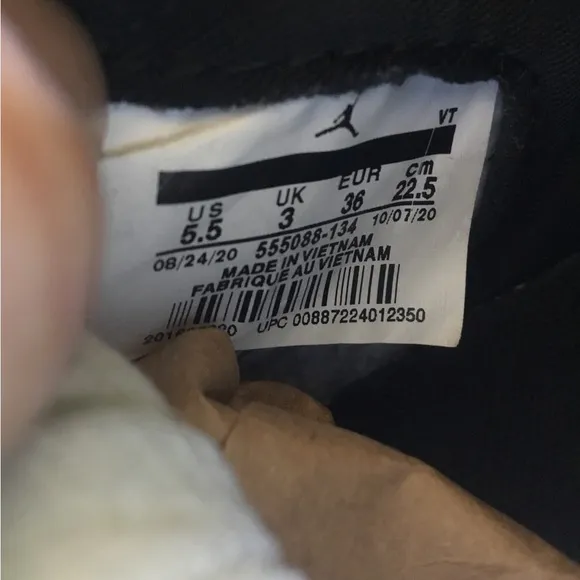 VT
US UK EUR cm
5.5 3 36 22.5
08/24/20 555088-134 10/07/20
MADE IN VIETNAM
FABRIQUE AU VIETNAM
UPC 00887224012350